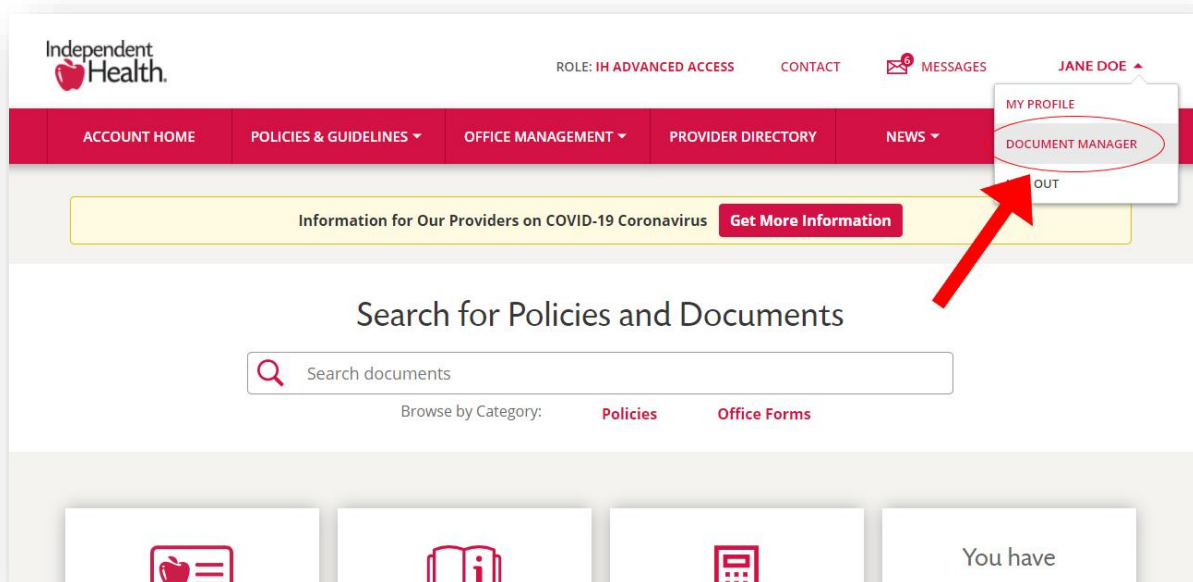 Independent
Health.
ROLE: IH ADVANCED ACCESS CONTACT 6 MESSAGES JANE DOE
MY PROFILE
DOCUMENT MANAGER
OUT
ACCOUNT HOME POLICIES & GUIDELINES OFFICE MANAGEMENT PROVIDER DIRECTORY NEWS
Information for Our Providers on COVID-19 Coronavirus Get More Information
Search for Policies and Documents
Search documents
Browse by Category: Policies Office Forms
i
You have